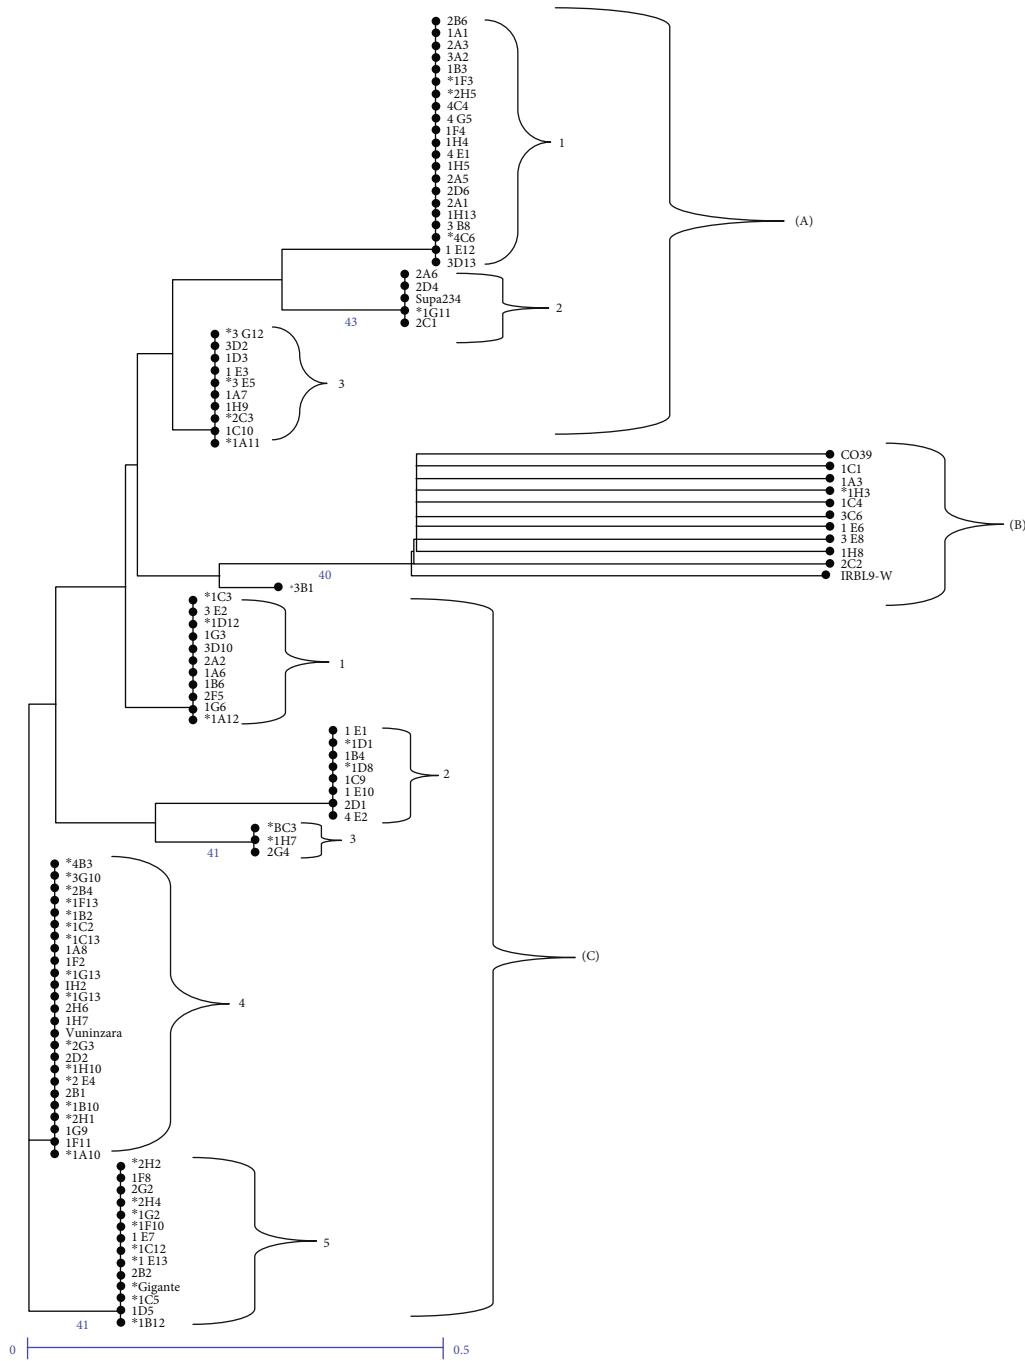 2B6
1A1
2A3
3A2
1B3
*1F3
*2H5
4C4
4 G5
1F4
1H4
4 E1
1H5
2A5
2D6
2A1
1H13
3 B8
*4C6
1 E12
3D13
1
(A)
2A6
2D4
Supa234
*1G11
2C1
2
43
*3 G12
3D2
1D3
1 E3
*3 E5
1A7
1H9
*2C3
1C10
*1A11
3
CO39
1C1
1A3
*1H3
1C4
3C6
1 E6
3 E8
1H8
2C2
IRBL9-W
(B)
40
*3B1
*1C3
3 E2
*1D12
1G3
3D10
2A2
1A6
1B6
2F5
1G6
*1A12
1
1 E1
*1D1
1B4
*1D8
1C9
1 E10
2D1
4 E2
2
*BC3
*1H7
2G4
3
41
*4B3
*3G10
*2B4
*1F13
*1B2
*1C2
*1C13
1A8
1F2
*1G13
IH2
*1G13
2H6
1H7
Vuninzara
*2G3
2D2
*1H10
*2 E4
2B1
*1B10
*2H1
1G9
1F11
*1A10
4
(C)
*2H2
1F8
2G2
*2H4
*1G2
*1F10
1 E7
*1C12
*1 E13
2B2
*Gigante
*1C5
1D5
*1B12
5
41
0
0.5